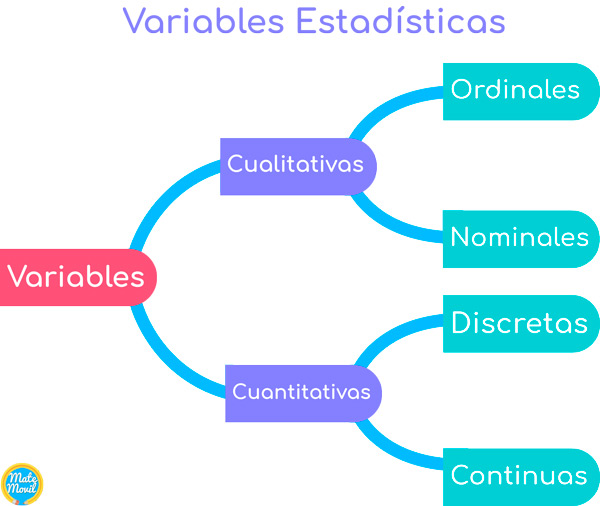 Variables Estadísticas
Variables
Cualitativas
Ordinales
Nominales
Cuantitativas
Discretas
Continuas
Mate
Movil